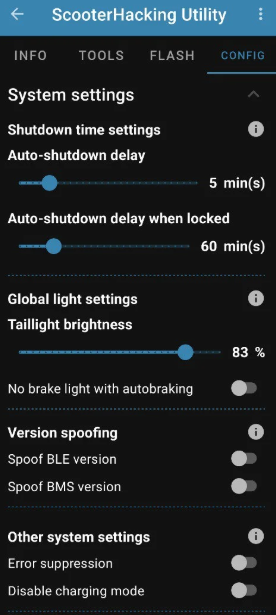 ScooterHacking Utility
INFO TOOLS FLASH CONFIG
System settings
Shutdown time settings
Auto-shutdown delay
5 min(s)
Auto-shutdown delay when locked
60 min(s)
Global light settings
Taillight brightness
83 %
No brake light with autobraking
Version spoofing
Spoof BLE version
Spoof BMS version
Other system settings
Error suppression
Disable charging mode